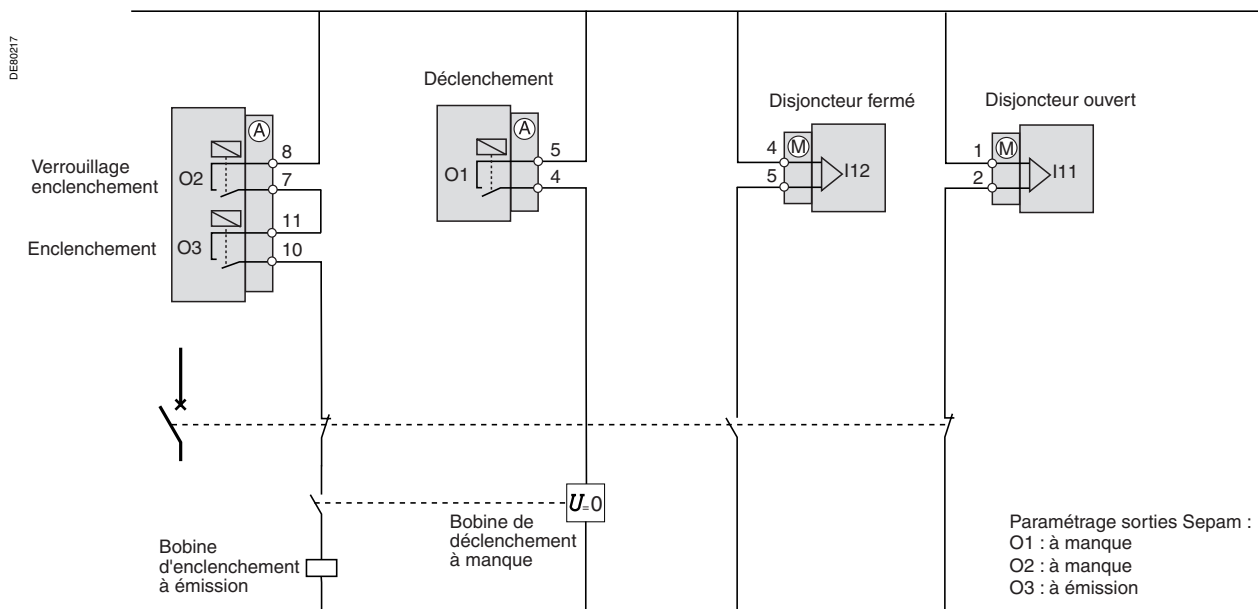 DE80217
Déclenchement
Disjoncteur fermé
Disjoncteur ouvert
Verrouillage
enclenchement
Enclenchement
A
8
O2
7
11
O3
10
A
5
O1
4
M
4
I12
5
M
1
I11
2
U=0
Bobine de
déclenchement
à manque
Bobine
d'enclenchement
à émission
Paramétrage sorties Sepam :
O1 : à manque
O2 : à manque
O3 : à émission